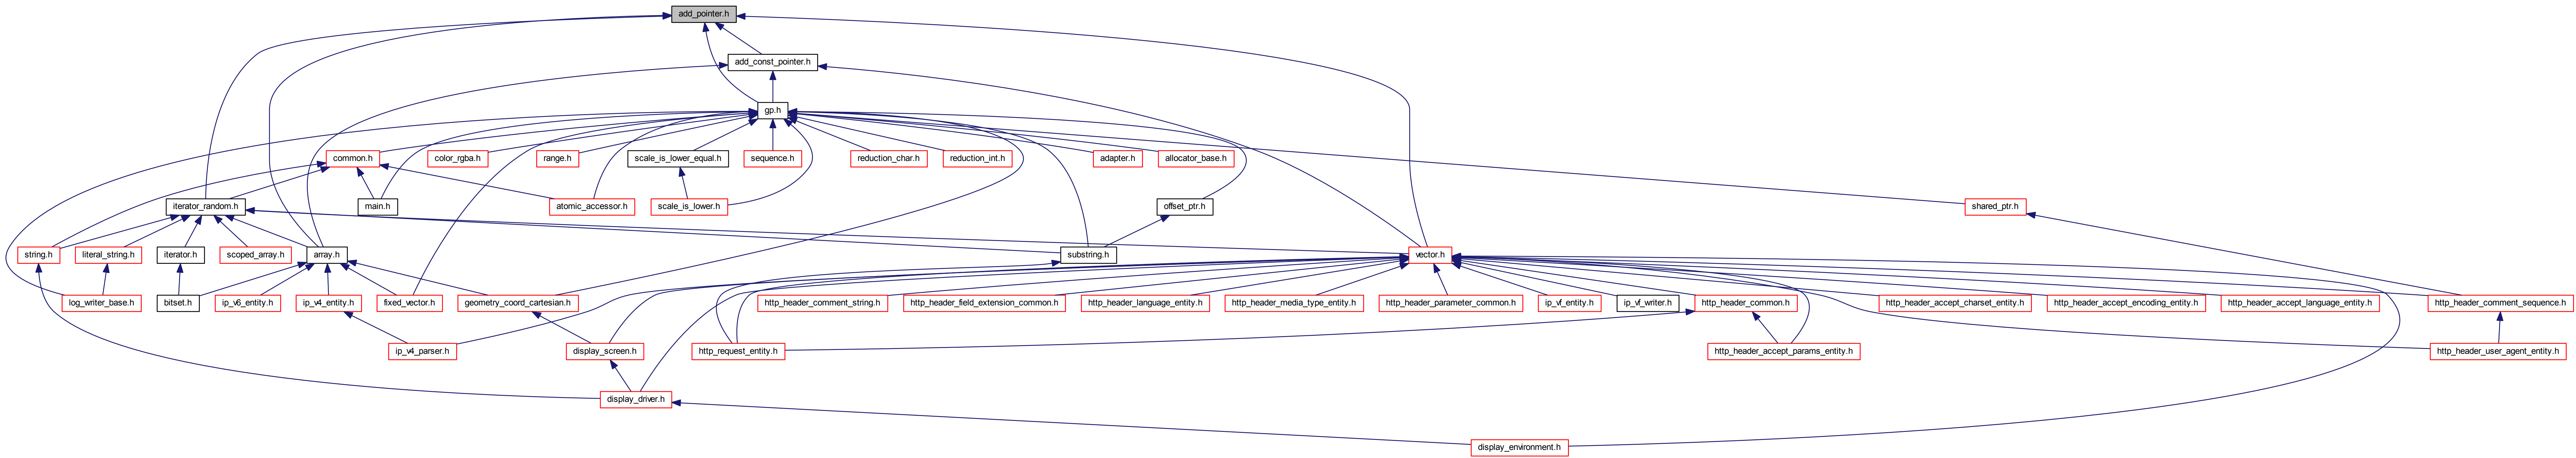 add_pointer.h
add_const_pointer.h
gp.h
common.h
color_rgba.h
range.h
scale_is_lower_equal.h
sequence.h
reduction_char.h
reduction_int.h
adapter.h
allocator_base.h
iterator_random.h
main.h
atomic_accessor.h
scale_is_lower.h
offset_ptr.h
shared_ptr.h
string.h
literal_string.h
iterator.h
scoped_array.h
array.h
substring.h
vector.h
log_writer_base.h
bitset.h
ip_v6_entity.h
ip_v4_entity.h
fixed_vector.h
geometry_coord_cartesian.h
http_header_comment_string.h
http_header_field_extension_common.h
http_header_language_entity.h
http_header_media_type_entity.h
http_header_parameter_common.h
ip_vf_entity.h
ip_vf_writer.h
http_header_common.h
http_header_accept_charset_entity.h
http_header_accept_encoding_entity.h
http_header_accept_language_entity.h
http_header_comment_sequence.h
ip_v4_parser.h
display_screen.h
http_request_entity.h
http_header_accept_params_entity.h
http_header_user_agent_entity.h
display_driver.h
display_environment.h